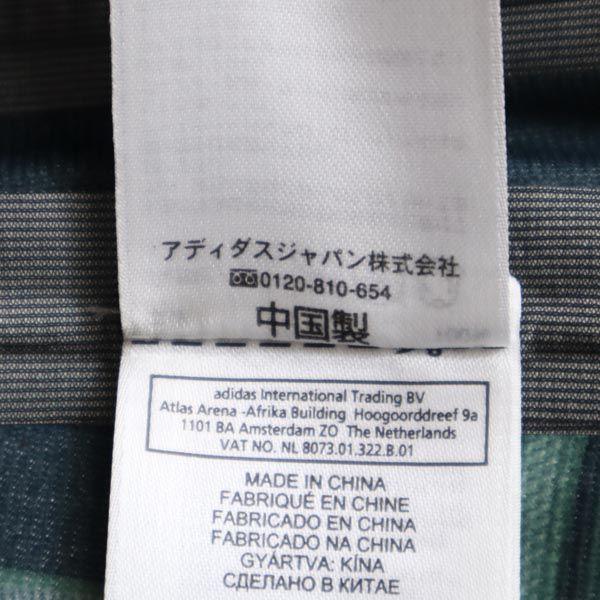 アディダスジャパン株式会社
0120-810-654
中国製
adidas International Trading BV
Atlas Arena -Afrika Building Hoogoorddreef 9a
1101 BA Amsterdam ZO The Netherlands
VAT NO. NL 8073.01.322.B.01
MADE IN CHINA
FABRIQUÉ EN CHINE
FABRICADO EN CHINA
FABRICADO NA CHINA
GYÁRTVA: KÍNA
СДЕЛАНО В КИТАЕ